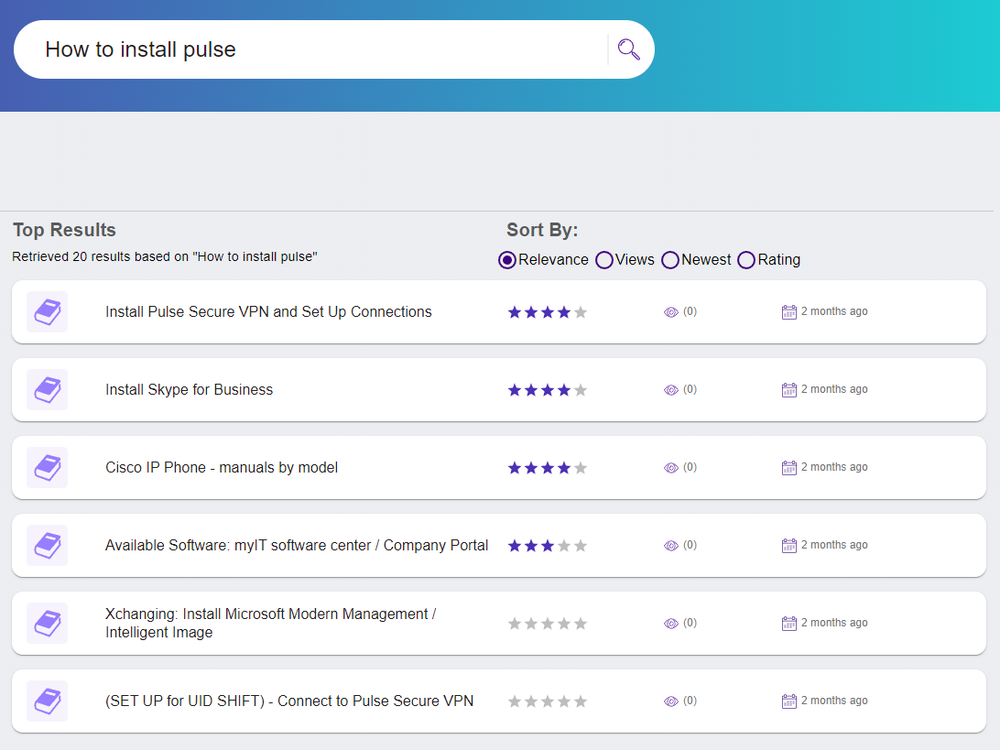 How to install pulse
Top Results
Sort By:
Retrieved 20 results based on "How to install pulse"
Relevance Views Newest Rating
Install Pulse Secure VPN and Set Up Connections (0) 2 months ago
Install Skype for Business (0) 2 months ago
Cisco IP Phone - manuals by model (0) 2 months ago
Available Software: myIT software center / Company Portal (0) 2 months ago
Xchanging: Install Microsoft Modern Management /
Intelligent Image
(0) 2 months ago
(SET UP for UID SHIFT) - Connect to Pulse Secure VPN (0) 2 months ago